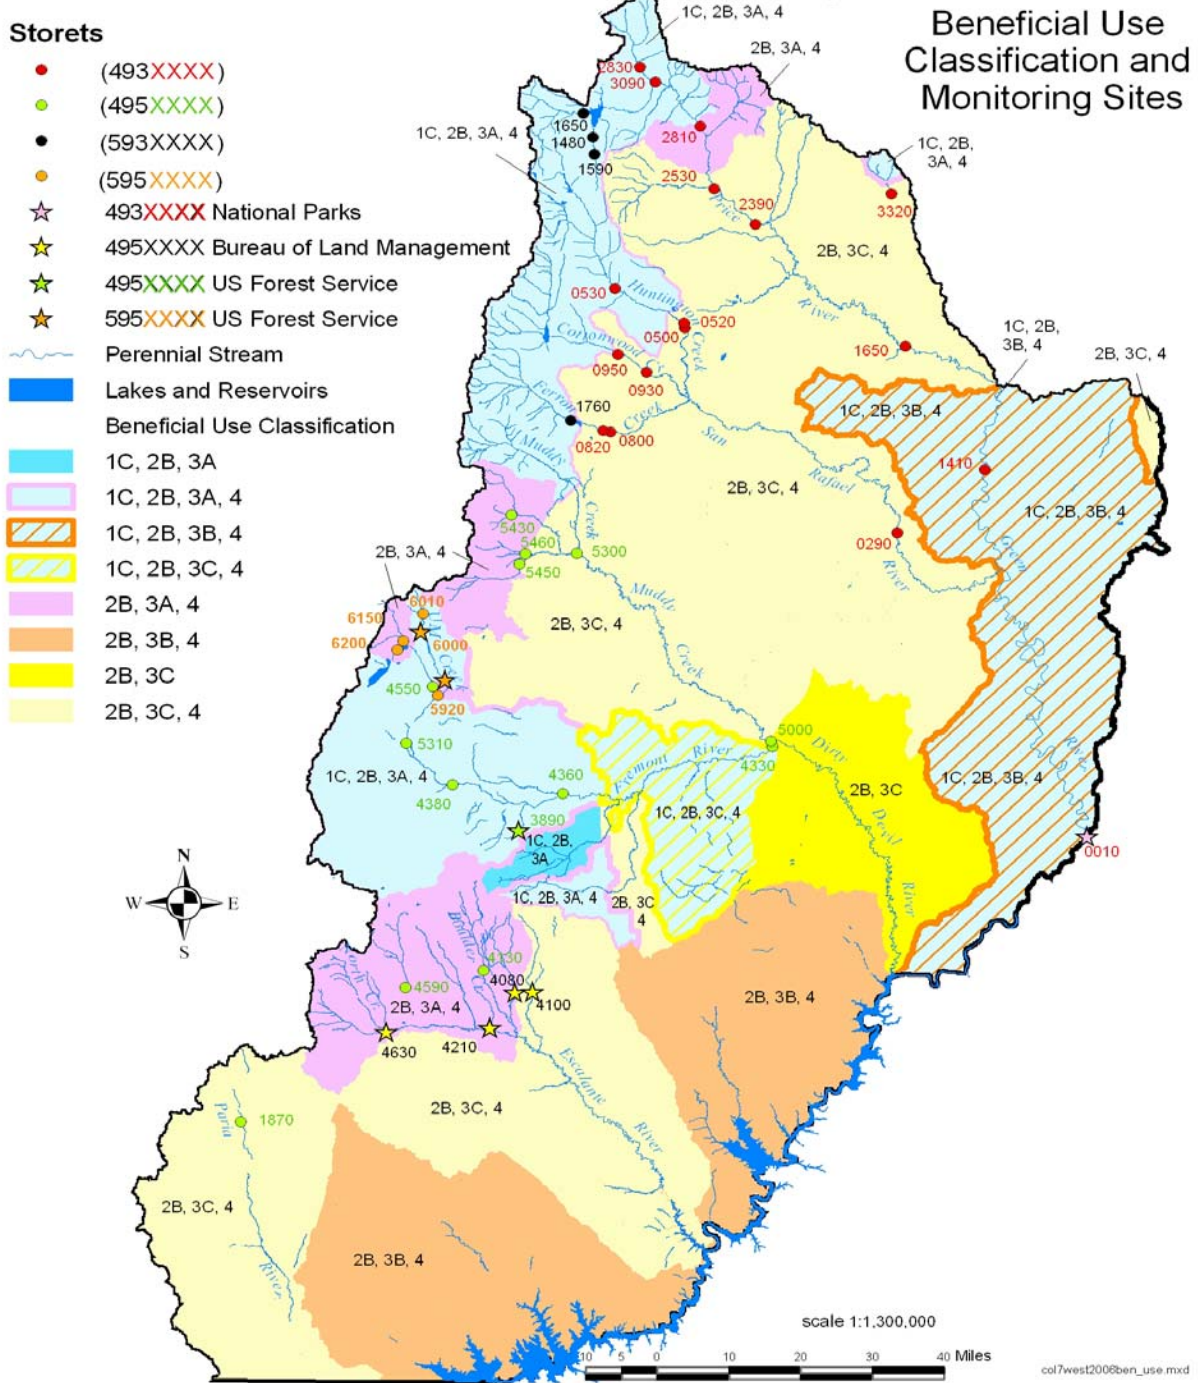 Beneficial Use
Classification and
Monitoring Sites
Storets
(493XXXX)
(495XXXX)
(593XXXX)
(595XXXX)
493XXXX National Parks
495XXXX Bureau of Land Management
495XXXX US Forest Service
595XXXX US Forest Service
Perennial Stream
Lakes and Reservoirs
Beneficial Use Classification
1C, 2B, 3A
1C, 2B, 3A, 4
1C, 2B, 3B, 4
1C, 2B, 3C, 4
2B, 3A, 4
2B, 3B, 4
2B, 3C
2B, 3C, 4
1C, 2B, 3A, 4
2B, 3A, 4
2830
3090
1650
1480
1590
1C, 2B, 3A, 4
2810
1C, 2B,
3A, 4
2530
2390
3320
Price
2B, 3C, 4
0530
Huntington
Creek
River
0520
0500
1650
1C, 2B,
3B, 4
2B, 3C, 4
Cottonwood
Cr.
0950
0930
Ferron
Creek
1760
0820
0800
1C, 2B, 3B, 4
Muddy
Creek
San
Rafael
River
2B, 3C, 4
1410
1C, 2B, 3B, 4
5430
5460
5300
5450
0290
Green
2B, 3A, 4
6010
6150
6200
6000
Creek
2B, 3C, 4
Muddy
Creek
4550
5920
5310
5000
4330
Dirty
Devil
River
Fremont
River
1C, 2B, 3A, 4
4380
4360
2B, 3C
1C, 2B, 3B, 4
River
3890
1C, 2B,
3A
1C, 2B, 3C, 4
0010
N
W
E
S
1C, 2B, 3A, 4
2B, 3C
4
Boulder
Cr.
4130
4080
4100
North Cr.
4590
2B, 3A, 4
2B, 3B, 4
4630
4210
Escalante
River
2B, 3C, 4
Paria
1870
River
2B, 3C, 4
2B, 3B, 4
scale 1:1,300,000
10 5 0 10 20 30 40 Miles
col7west2006ben_use.mxd